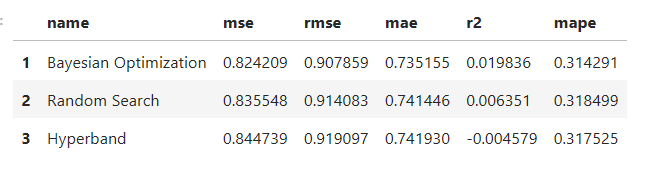 name mse rmse mae r2 mape
1 Bayesian Optimization 0.824209 0.907859 0.735155 0.019836 0.314291
2 Random Search 0.835548 0.914083 0.741446 0.006351 0.318499
3 Hyperband 0.844739 0.919097 0.741930 -0.004579 0.317525